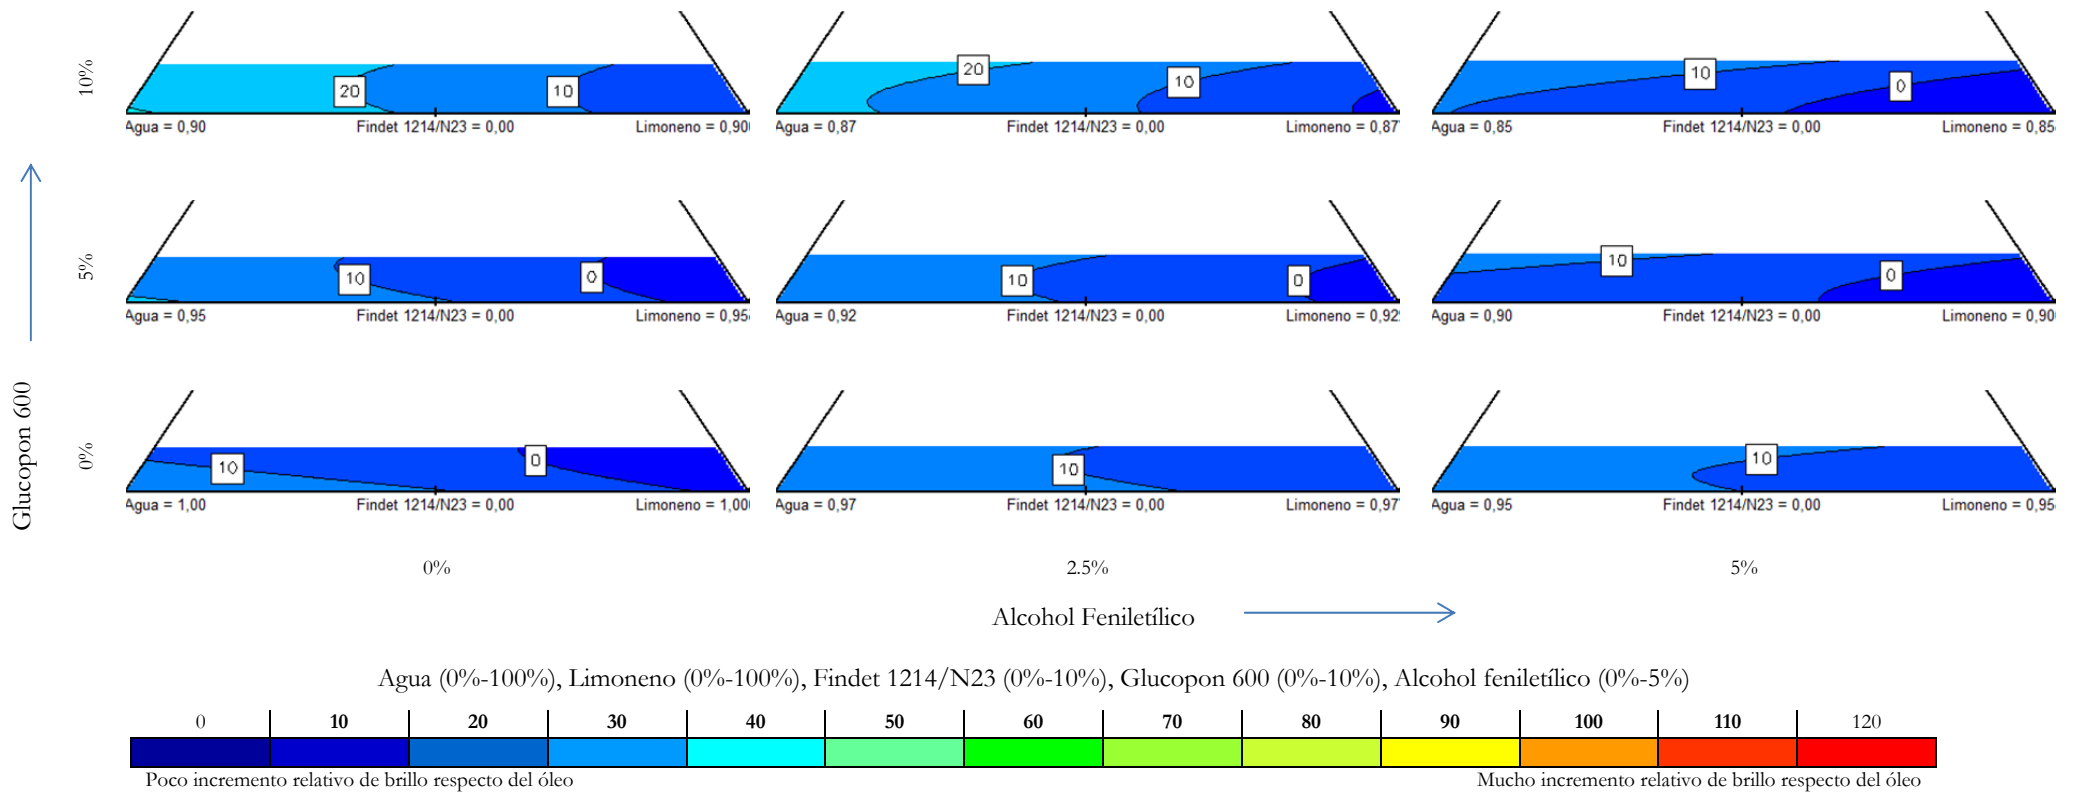 10%
20
10
Agua = 0,90
Findet 1214/N23 = 0,00
Limoneno = 0,90
20
10
Agua = 0,87
Findet 1214/N23 = 0,00
Limoneno = 0,87
10
0
Agua = 0,85
Findet 1214/N23 = 0,00
Limoneno = 0,85
5%
10
0
Agua = 0,95
Findet 1214/N23 = 0,00
Limoneno = 0,95
10
0
Agua = 0,92
Findet 1214/N23 = 0,00
Limoneno = 0,92
10
0
Agua = 0,90
Findet 1214/N23 = 0,00
Limoneno = 0,90
Glucopon 600
0%
10
0
Agua = 1,00
Findet 1214/N23 = 0,00
Limoneno = 1,00
10
Agua = 0,97
Findet 1214/N23 = 0,00
Limoneno = 0,97
10
Agua = 0,95
Findet 1214/N23 = 0,00
Limoneno = 0,95
0% 2.5% 5%
Alcohol Feniletílico
Agua (0%-100%), Limoneno (0%-100%), Findet 1214/N23 (0%-10%), Glucopon 600 (0%-10%), Alcohol feniletílico (0%-5%)
0 10 20 30 40 50 60 70 80 90 100 110 120
Poco incremento relativo de brillo respecto del óleo
Mucho incremento relativo de brillo respecto del óleo